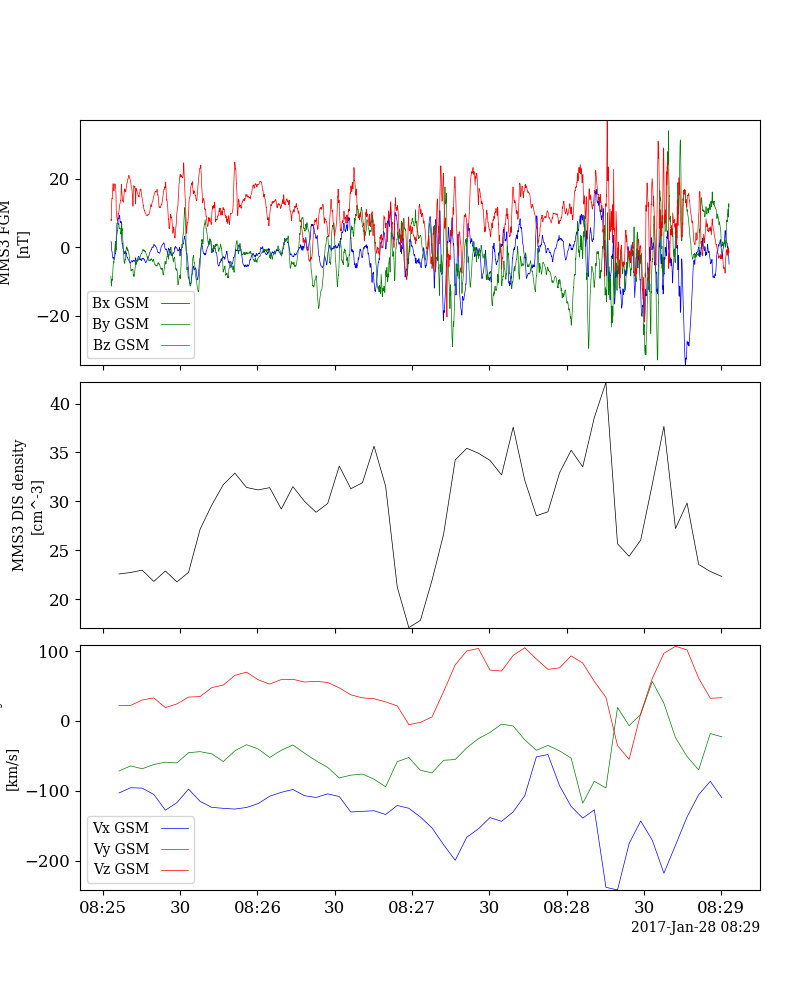 MMS3 FGM
[nT]
20
0
−20
Bx GSM
By GSM
Bz GSM
MMS3 DIS density
[cm^-3]
40
35
30
25
20
[km/s]
100
0
−100
−200
Vx GSM
Vy GSM
Vz GSM
08:25 30 08:26 30 08:27 30 08:28 30 08:29
2017-Jan-28 08:29